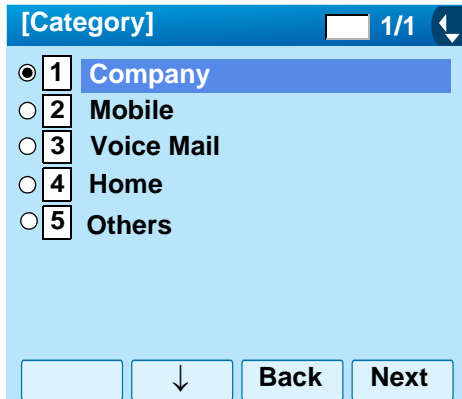 [Category] 1/1
1 Company
2 Mobile
3 Voice Mail
4 Home
5 Others
↓ Back Next